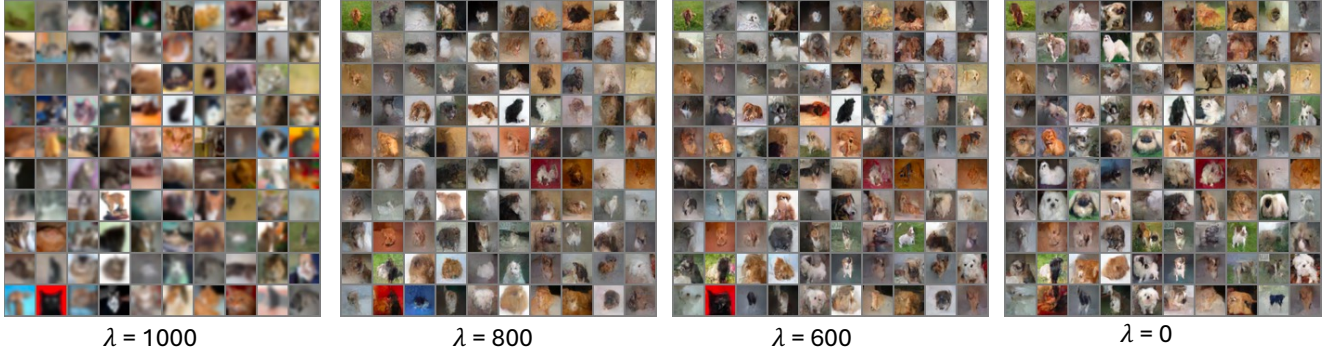 λ = 1000
λ = 800
λ = 600
λ = 0